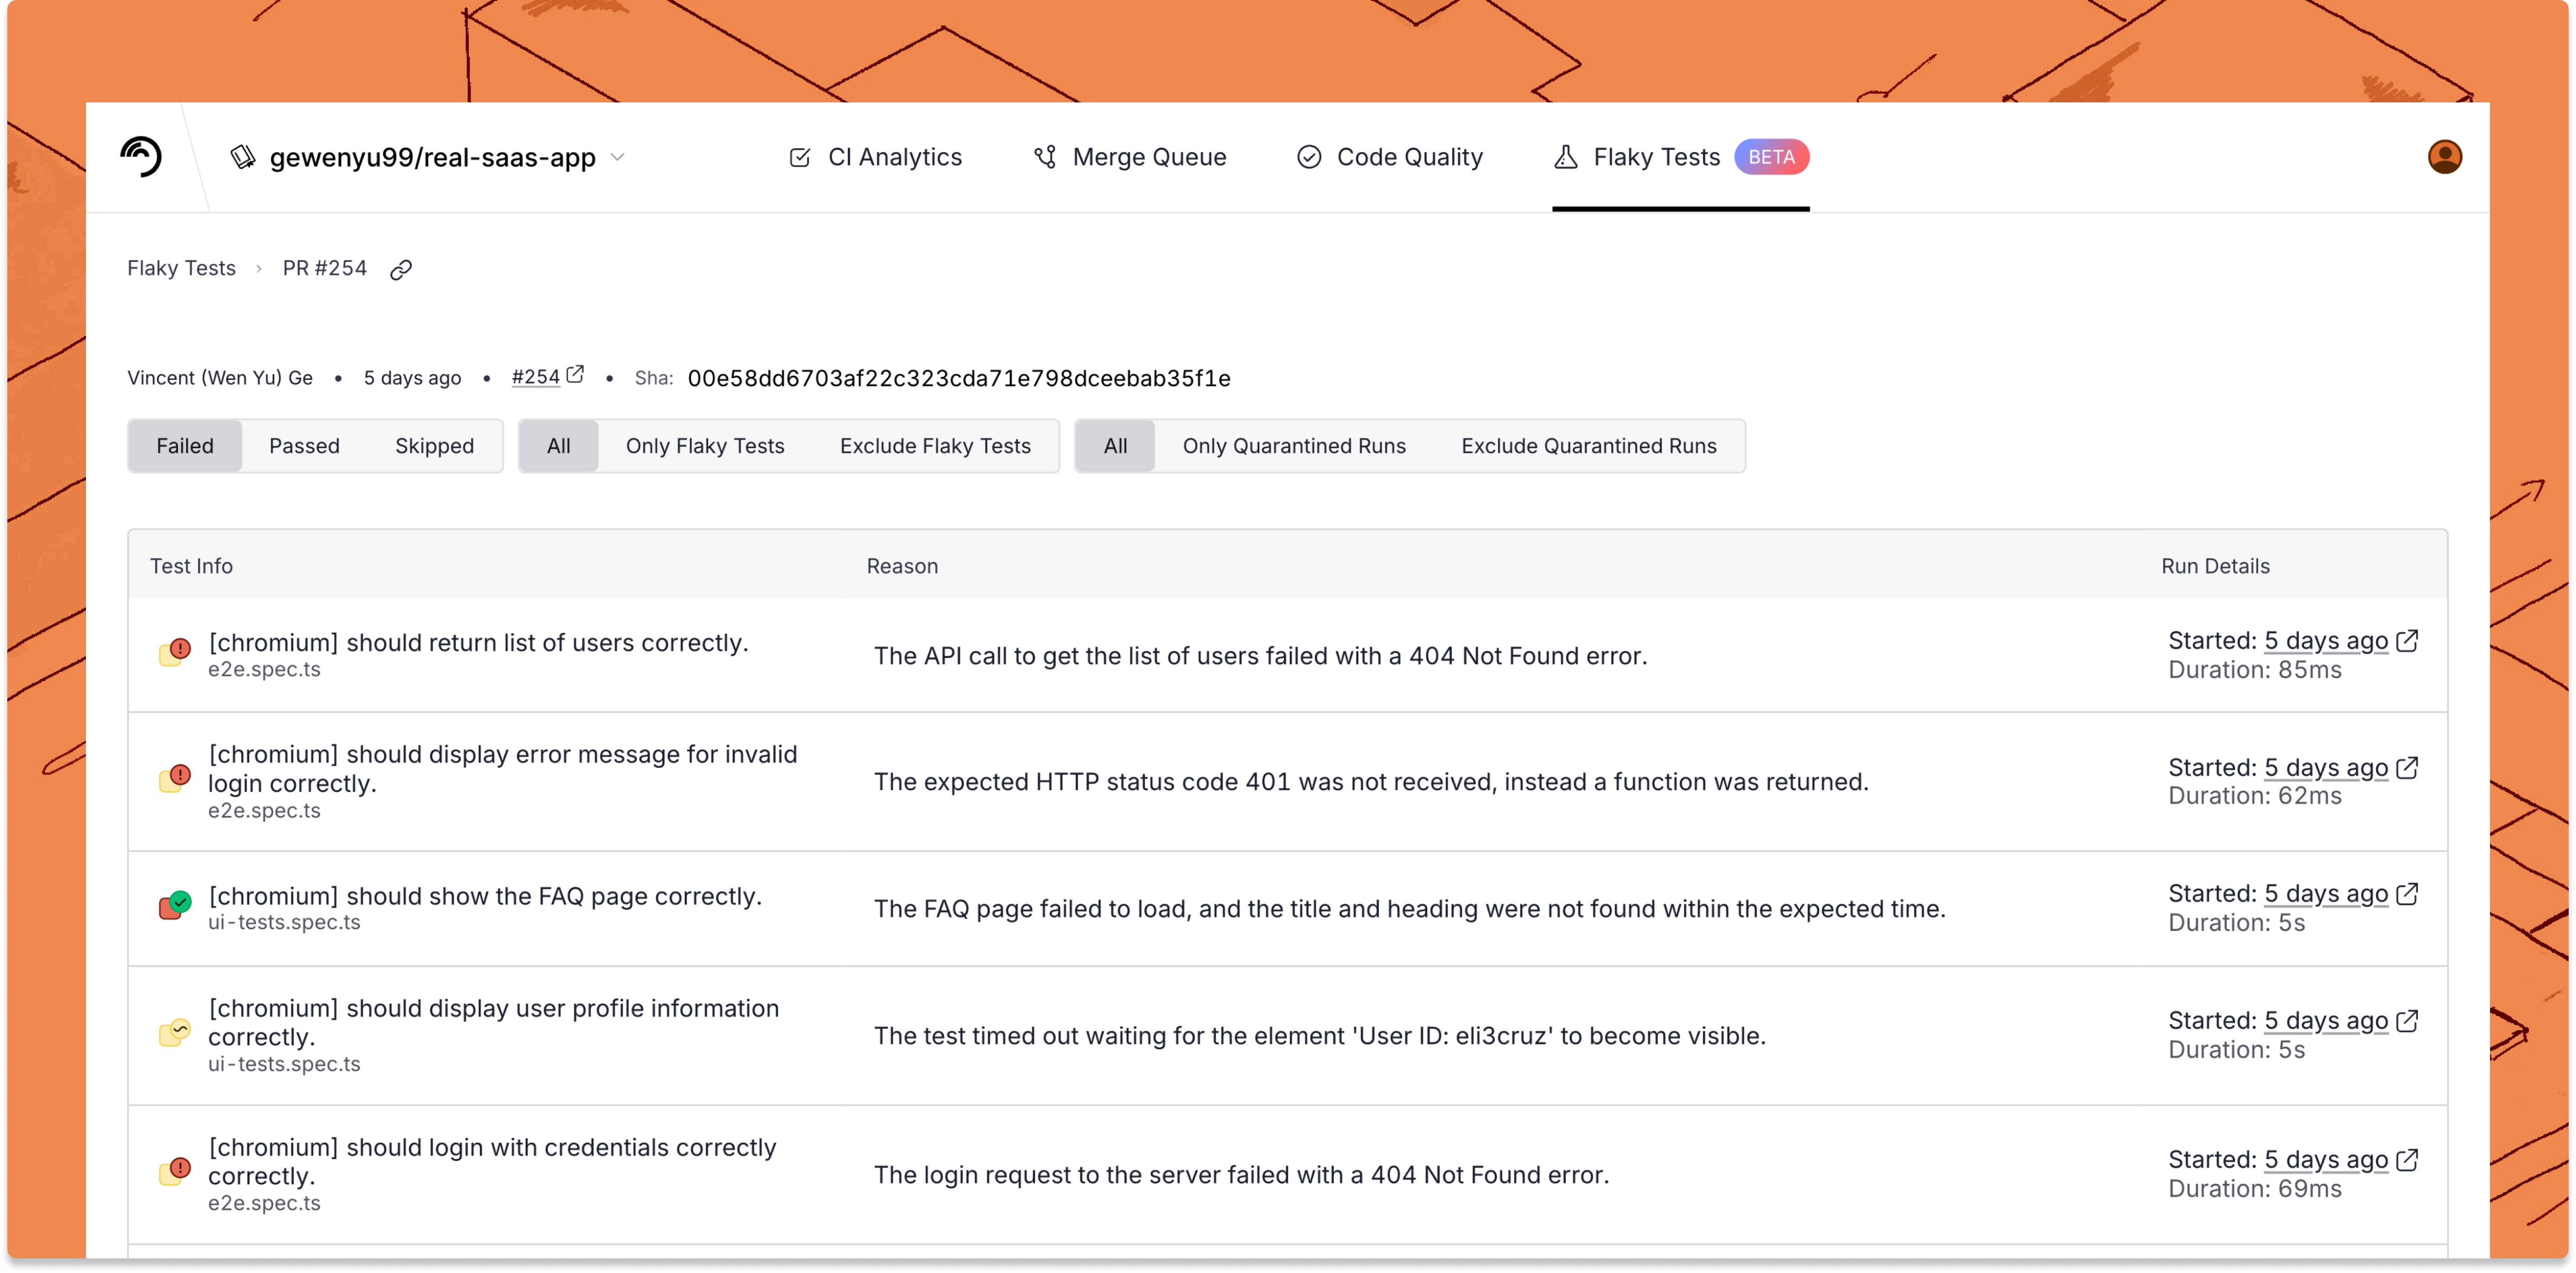 gewenyu99/real-saas-app
CI Analytics
Merge Queue
Code Quality
Flaky Tests BETA
Flaky Tests > PR #254
Vincent (Wen Yu) Ge • 5 days ago • #254 • Sha: 00e58dd6703af22c323cda71e798dceebab35f1e
Failed Passed Skipped All Only Flaky Tests Exclude Flaky Tests All Only Quarantined Runs Exclude Quarantined Runs
Test Info Reason Run Details
[chromium] should return list of users correctly.
e2e.spec.ts
The API call to get the list of users failed with a 404 Not Found error.
Started: 5 days ago
Duration: 85ms
[chromium] should display error message for invalid
login correctly.
e2e.spec.ts
The expected HTTP status code 401 was not received, instead a function was returned.
Started: 5 days ago
Duration: 62ms
[chromium] should show the FAQ page correctly.
ui-tests.spec.ts
The FAQ page failed to load, and the title and heading were not found within the expected time.
Started: 5 days ago
Duration: 5s
[chromium] should display user profile information
correctly.
ui-tests.spec.ts
The test timed out waiting for the element 'User ID: eli3cruz' to become visible.
Started: 5 days ago
Duration: 5s
[chromium] should login with credentials correctly
correctly.
e2e.spec.ts
The login request to the server failed with a 404 Not Found error.
Started: 5 days ago
Duration: 69ms